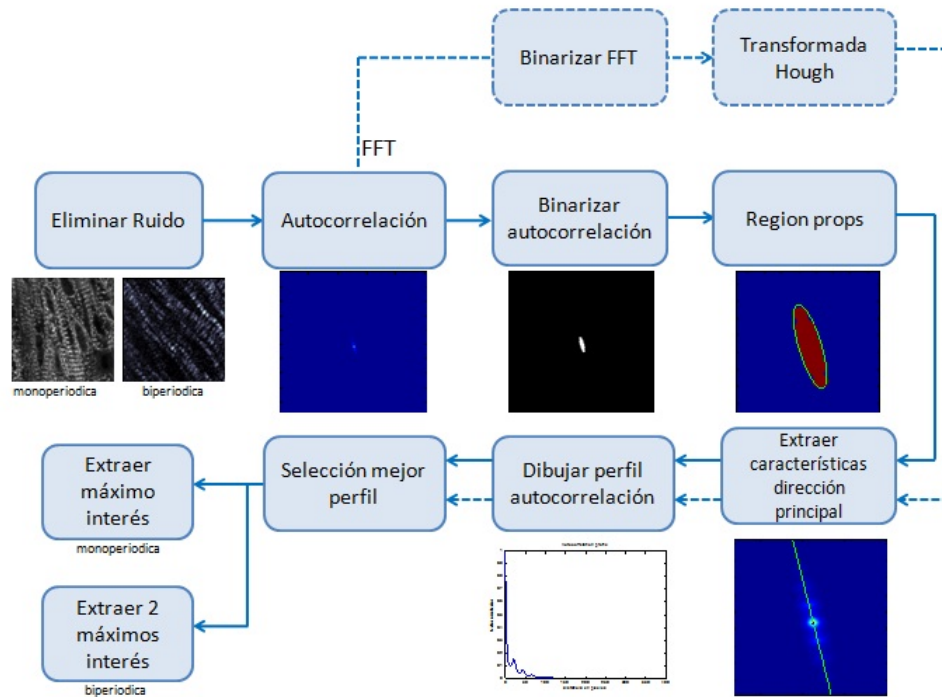 Binarizar FFT
Transformada
Hough
FFT
Eliminar Ruido
Autocorrelación
Binarizar
autocorrelación
Region props
monoperiodica
biperiodica
Extraer
máximo
interés
Selección mejor
perfil
Dibujar perfil
autocorrelación
Extraer
característícas
dirección
principal
monoperiodica
Extraer 2
máximos
interés
biperiodica